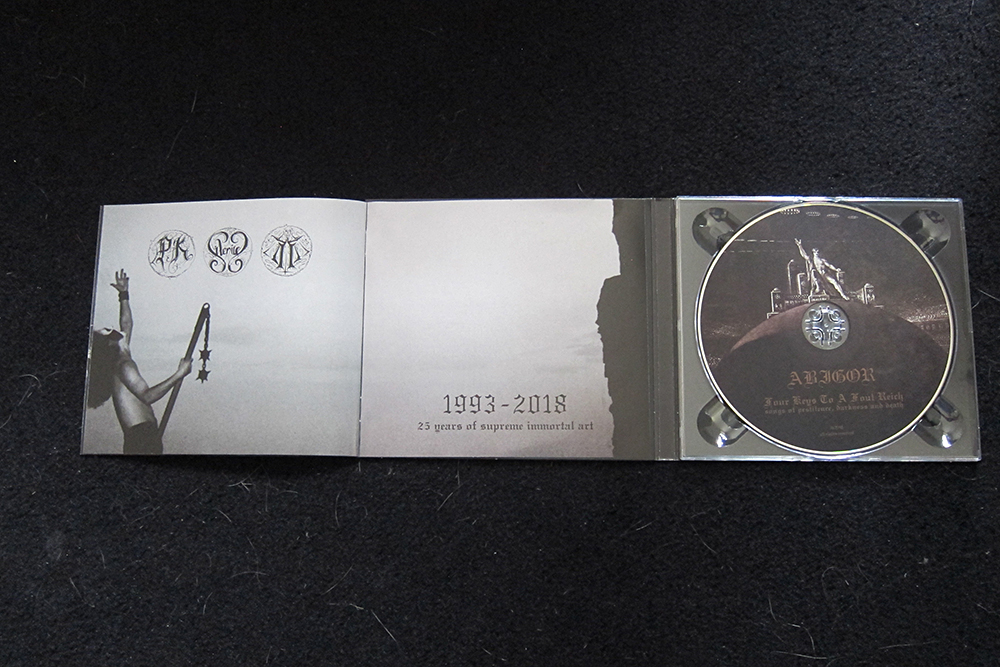 PK
1993-2018
25 years of supreme immortal art
ABIGOR
Four Keys To A Foul Reich
songs of pestilence, darkness and death